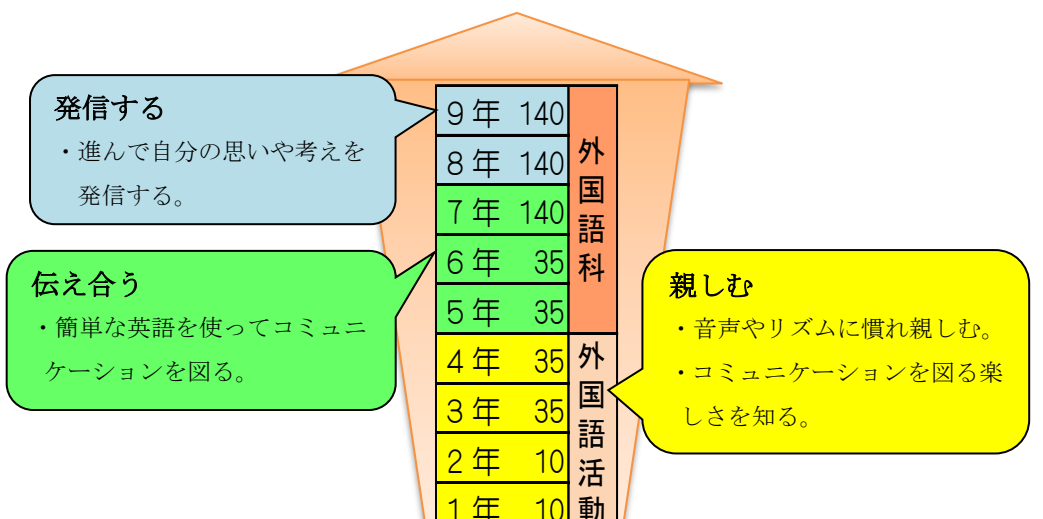 発信する
・進んで自分の思いや考えを
発信する。
伝え合う
・簡単な英語を使ってコミュニ
ケーションを図る。
9年 140
8年 140
7年 140
6年 35
5年 35
4年 35
3年 35
2年 10
1年 10
外国語科
外国語活動
親しむ
・音声やリズムに慣れ親しむ。
・コミュニケーションを図る楽
しさを知る。